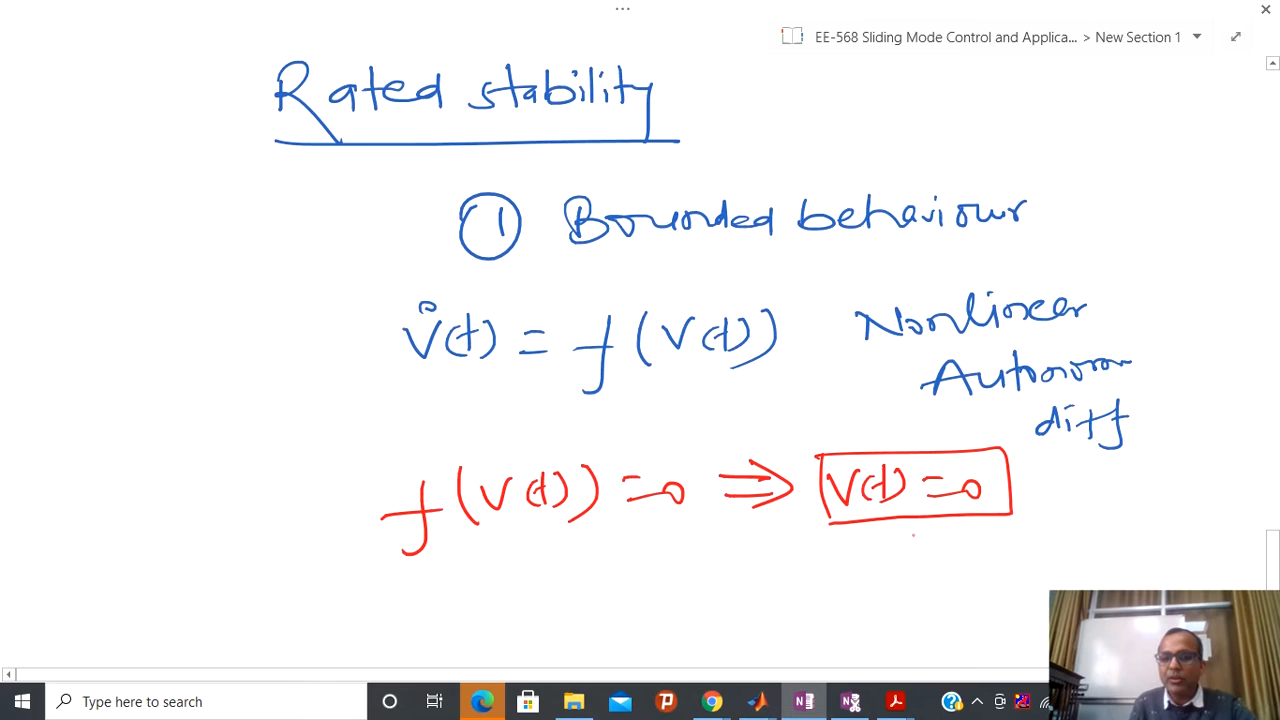 ...
EE-568 Sliding Mode Control and Applica... > New Section 1
Rated stability
① Bounded behaviour
V̊(t) = f(V(t)) Nonlinear
Autonom
diff
f(V(t)) = 0 ⇒ V(t) = 0
Type here to search